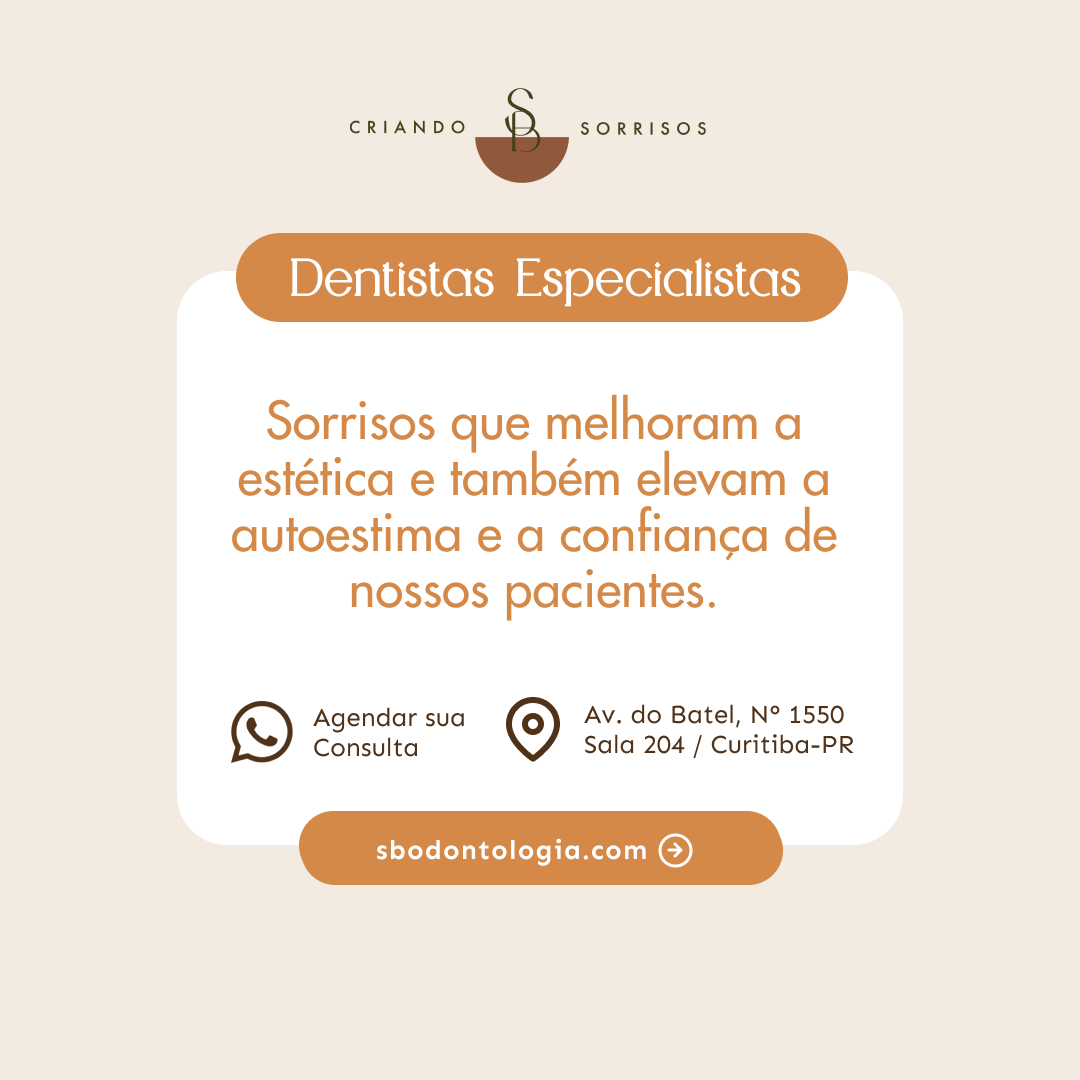 CRIANDO SB SORRISOS
Dentistas Especialistas
Sorrisos que melhoram a
estética e também elevam a
autoestima e a confiança de
nossos pacientes.
Agendar sua
Consulta
Av. do Batel, Nº 1550
Sala 204 / Curitiba-PR
sbodontologia.com